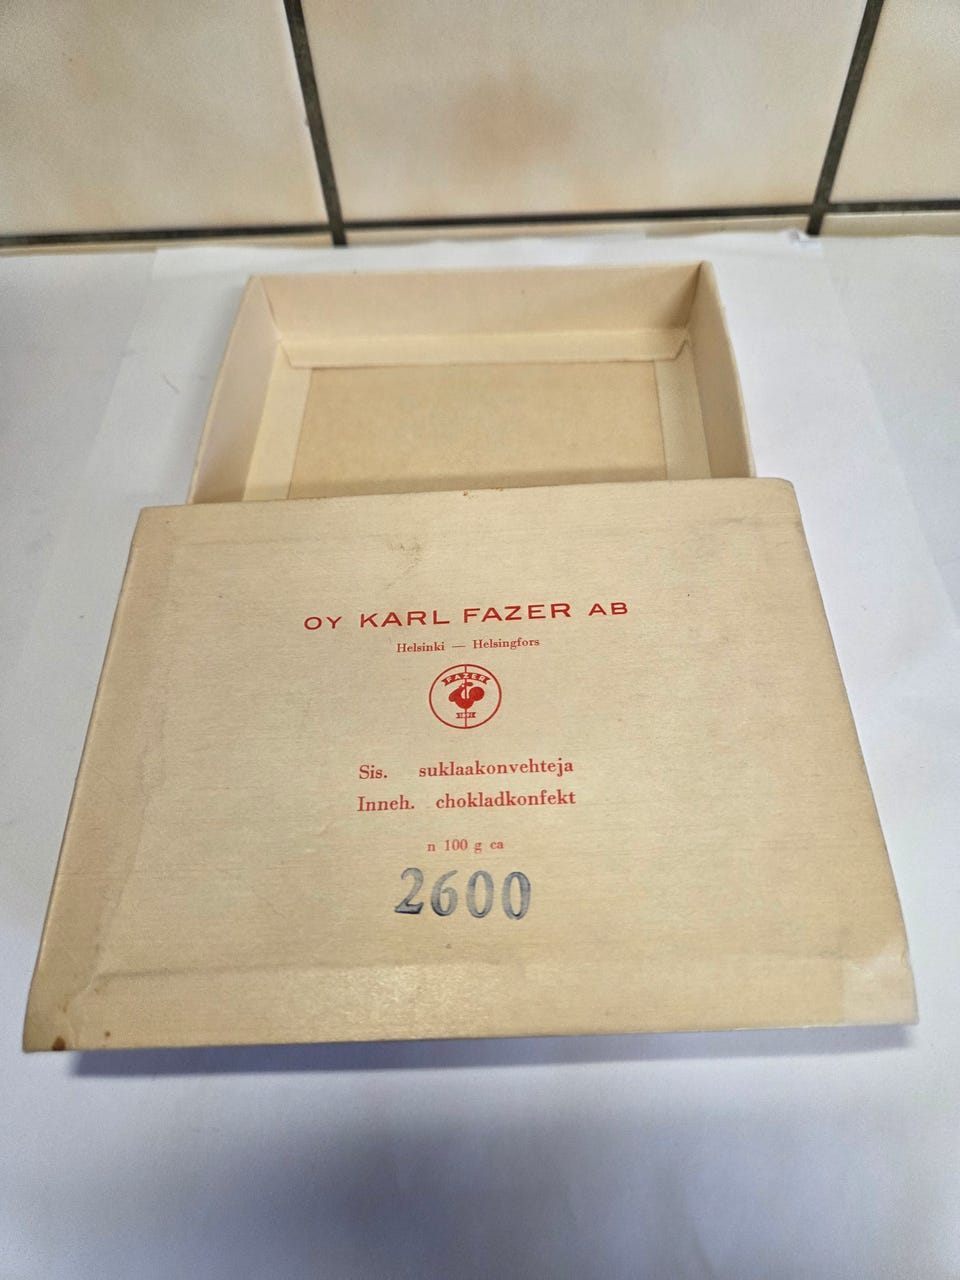 OY KARL FAZER AB
Helsinki — Helsingfors
FAZER
Sis. suklaakonvehteja
Inneh. chokladkonfekt
n 100 g ca
2600